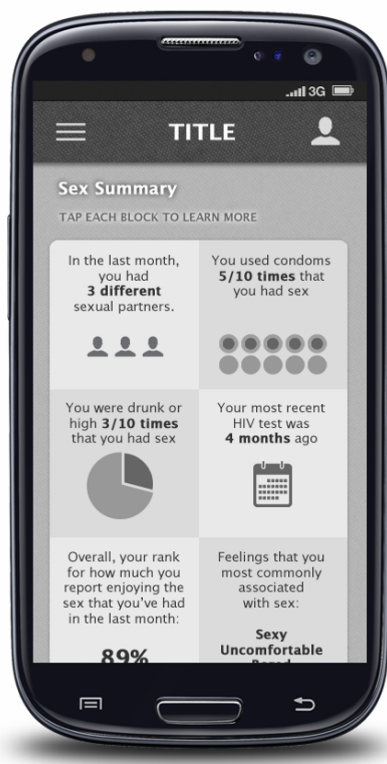 3G
TITLE
Sex Summary
TAP EACH BLOCK TO LEARN MORE
In the last month,
you had
3 different
sexual partners.
You used condoms
5/10 times that
you had sex
You were drunk or
high 3/10 times
that you had sex
Your most recent
HIV test was
4 months ago
Overall, your rank
for how much you
report enjoying the
sex that you've had
in the last month:
89%
Feelings that you
most commonly
associated
with sex:
Sexy
Uncomfortable